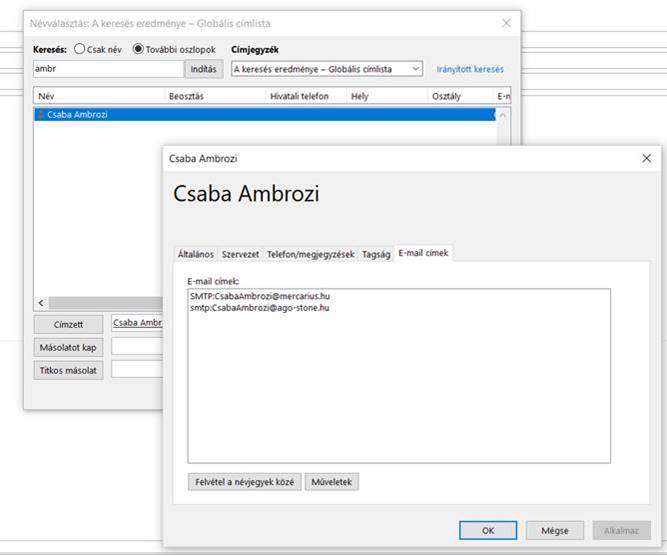 Névválasztás: A keresés eredménye – Globális címlista
Keresés: Csak név További oszlopok Címjegyzék
ambr Indítás A keresés eredménye – Globális címlista Irányított keresés
Név Beosztás Hivatali telefon Hely Osztály E-n
Csaba Ambrozi
Csaba Ambrozi
Csaba Ambrozi
Általános Szervezet Telefon/megjegyzések Tagság E-mail címek
E-mail címek:
SMTP:CsabaAmbrozi@mercarius.hu
smtp:CsabaAmbrozi@ago-stone.hu
Címzett Csaba Ambr
Másolatot kap
Titkos másolat
Felvétel a névjegyek közé Műveletek
OK Mégse Alkalmaz